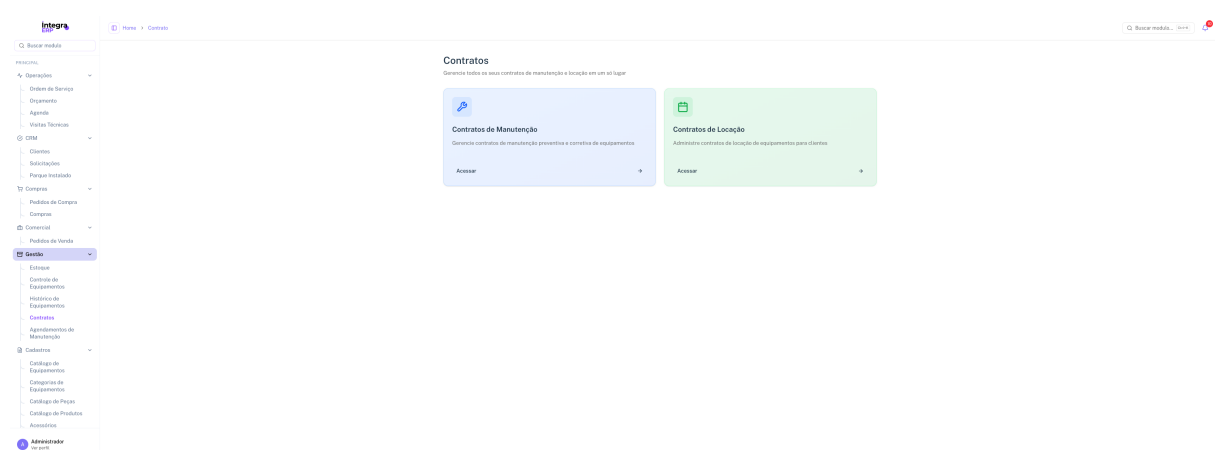 integra
ERP
Buscar modulo
PRINCIPAL
Operações
Ordem de Serviço
Orçamento
Agenda
Visitas Técnicas
CRM
Clientes
Solicitações
Parque Instalado
Compras
Pedidos de Compra
Compras
Comercial
Pedidos de Venda
Gestão
Estoque
Controle de
Equipamentos
Histórico de
Equipamentos
Contratos
Agendamentos de
Manutenção
Cadastros
Catálogo de
Equipamentos
Categorias de
Equipamentos
Catálogo de Peças
Catálogo de Produtos
Acessórios
A Administrador
Ver perfil
Home > Contrato
Buscar modulo...
Contratos
Gerencie todos os seus contratos de manutenção e locação em um só lugar
Contratos de Manutenção
Gerencie contratos de manutenção preventiva e corretiva de equipamentos
Acessar
Contratos de Locação
Administre contratos de locação de equipamentos para clientes
Acessar